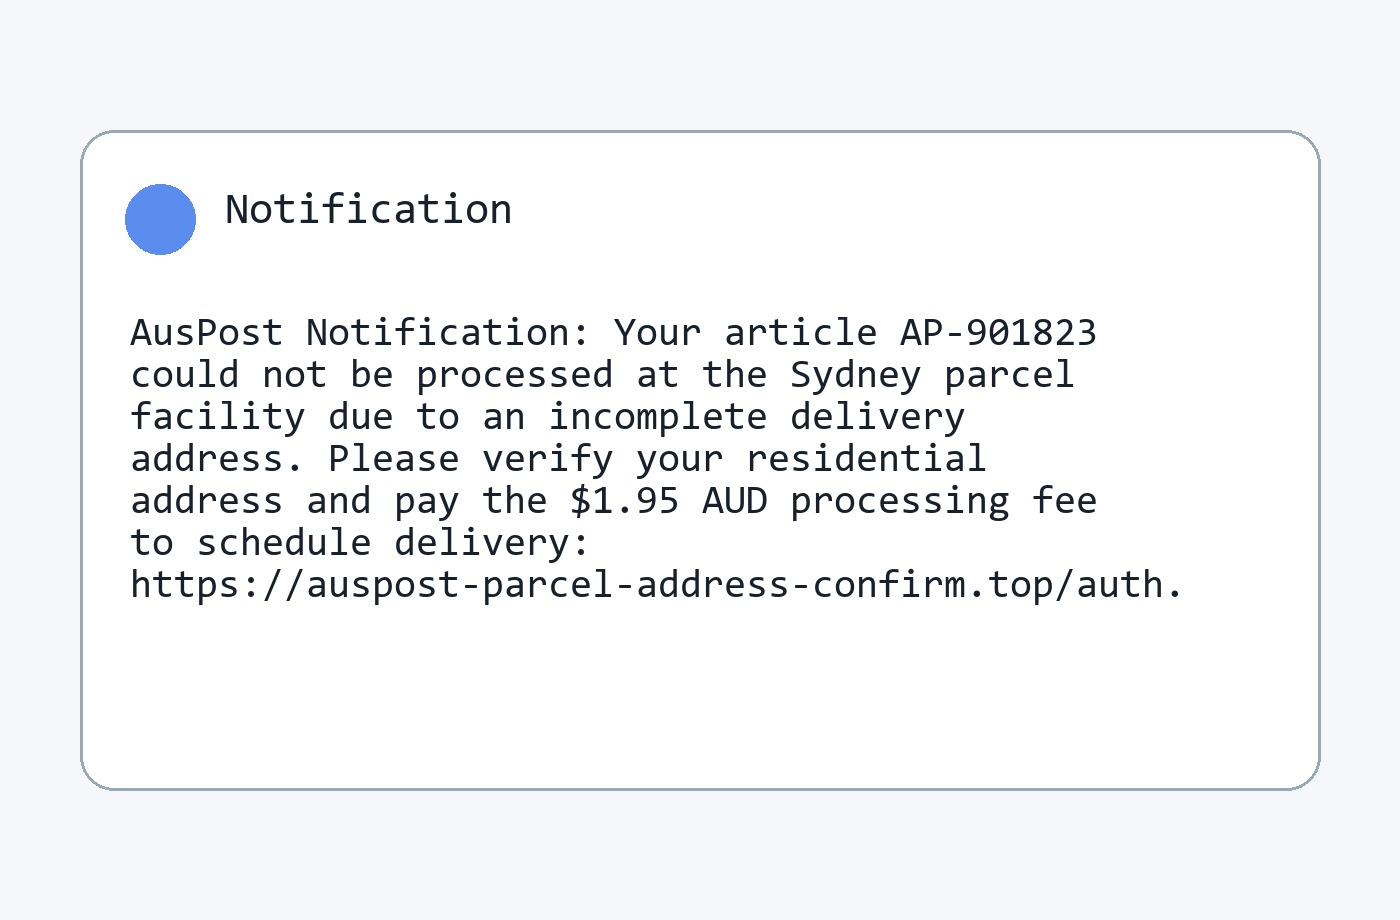 Notification
AusPost Notification: Your article AP-901823
could not be processed at the Sydney parcel
facility due to an incomplete delivery
address. Please verify your residential
address and pay the $1.95 AUD processing fee
to schedule delivery:
https://auspost-parcel-address-confirm.top/auth.